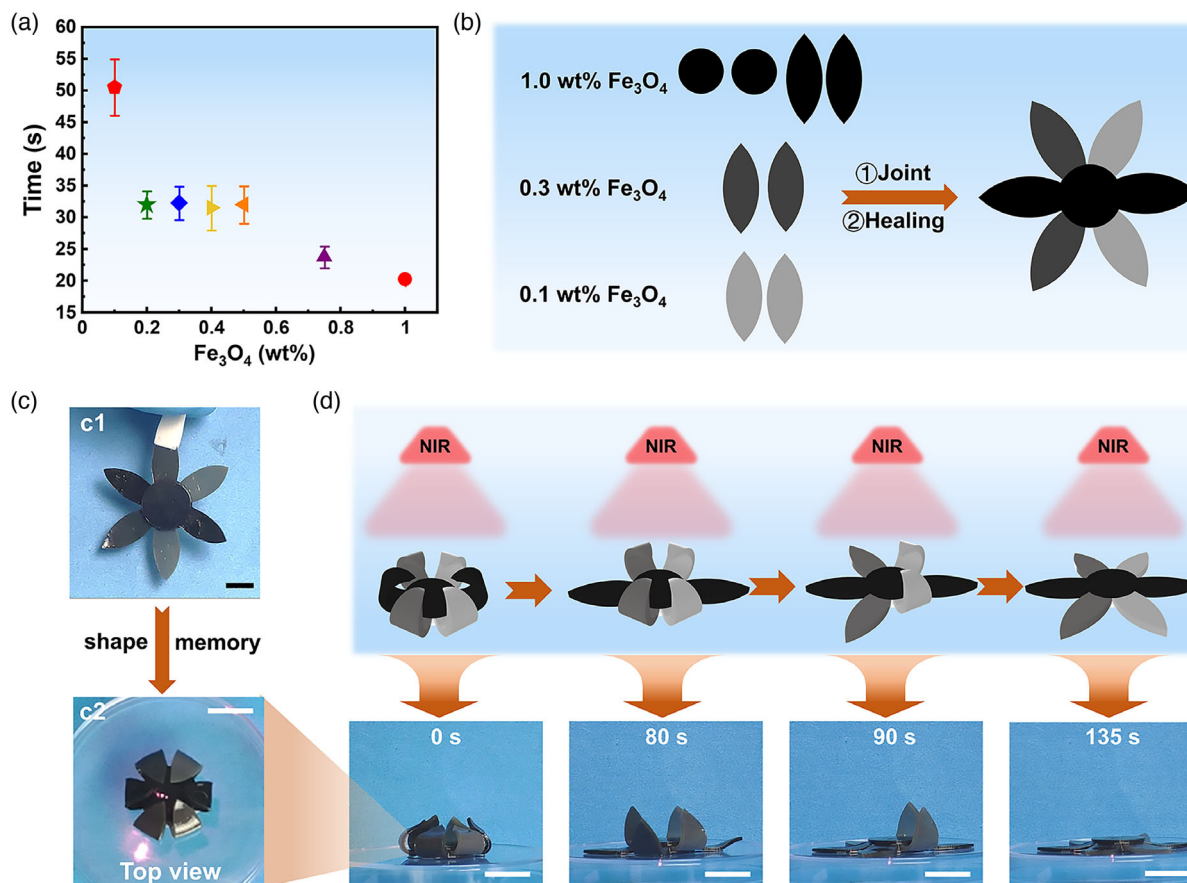 (a)
60
55
50
45
40
35
30
25
20
15
0
0.2
0.4
0.6
0.8
1
Time (s)
Fe₃O₄ (wt%)
(b)
1.0 wt% Fe₃O₄
0.3 wt% Fe₃O₄
0.1 wt% Fe₃O₄
①Joint
②Healing
(c)
c1
shape memory
c2
Top view
(d)
NIR
NIR
NIR
NIR
0 s
80 s
90 s
135 s